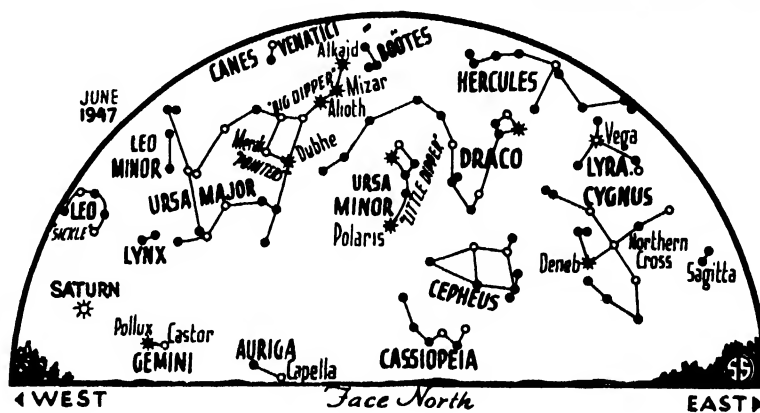 CANES VENATICI
Alkaid
BOÖTES
HERCULES
JUNE
1947
"BIG DIPPER"
Mizar
Alioth
LEO
MINOR
Merak
Dubhe
"POINTERS"
URSA MAJOR
URSA
MINOR
"LITTLE DIPPER"
Polaris
DRACO
Vega
LYRA
CYGNUS
LEO
SICKLE
LYNX
Deneb
Northern
Cross
Sagitta
CEPHEUS
SATURN
Pollux
Castor
GEMINI
AURIGA
Capella
CASSIOPEIA
SS
WEST
Face North
EAST